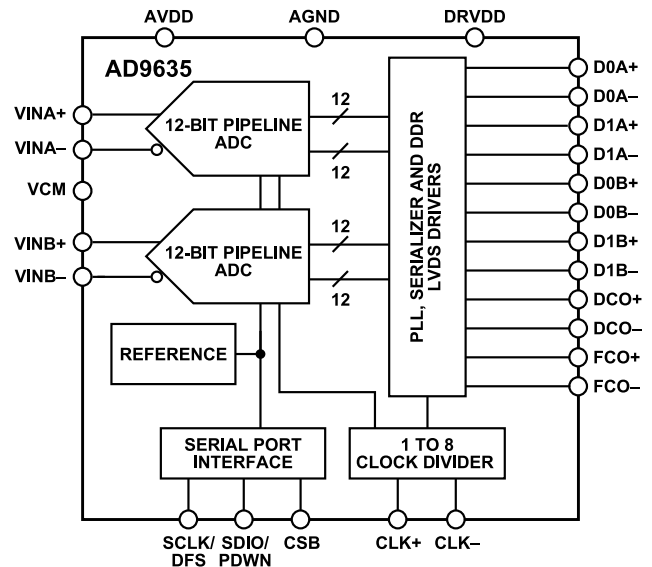 AVDD
AGND
DRVDD
AD9635
VINA+
VINA–
VCM
VINB+
VINB–
12-BIT PIPELINE
ADC
12
12
12-BIT PIPELINE
ADC
12
12
PLL, SERIALIZER AND DDR
LVDS DRIVERS
D0A+
D0A–
D1A+
D1A–
D0B+
D0B–
D1B+
D1B–
DCO+
DCO–
FCO+
FCO–
REFERENCE
SERIAL PORT
INTERFACE
1 TO 8
CLOCK DIVIDER
SCLK/
DFS
SDIO/
PDWN
CSB
CLK+
CLK–